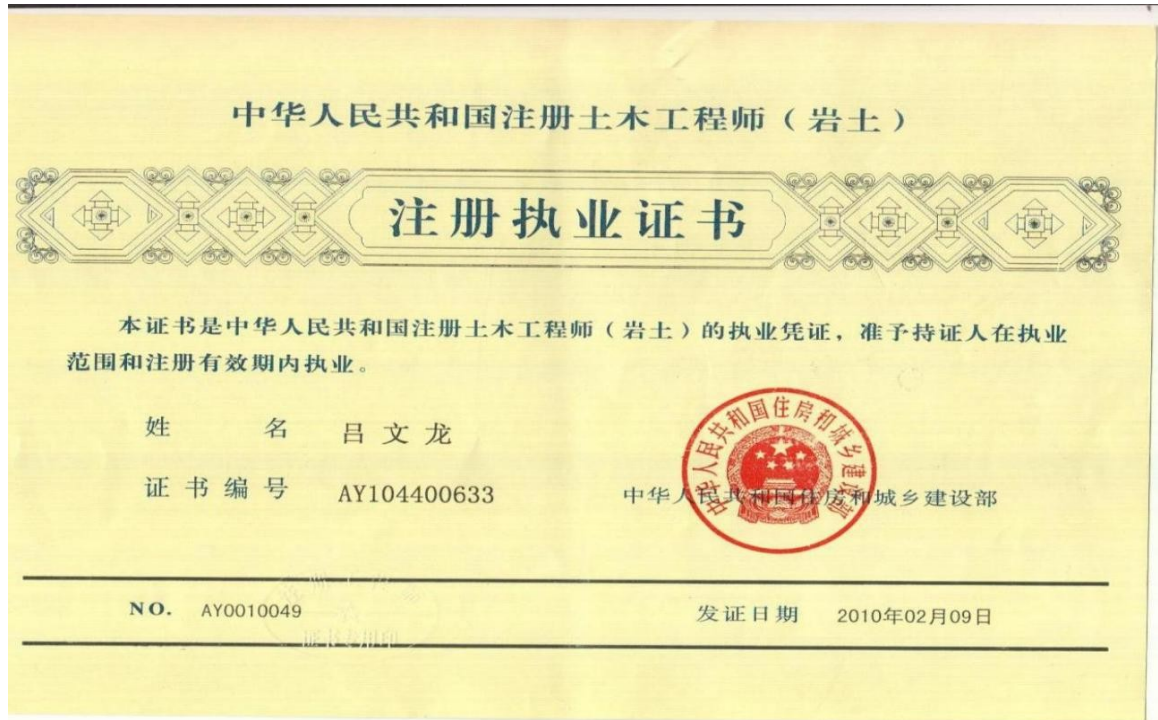 中华人民共和国注册土木工程师（岩土）
注册执业证书
本证书是中华人民共和国注册土木工程师（岩土）的执业凭证，准予持证人在执业
范围和注册有效期内执业。
姓 名 吕文龙
证书编号 AY104400633
中华人民共和国住房和城乡建设部
中华人民共和国住房和城乡建设部
NO. AY0010049
发证日期 2010年02月09日
证书专用印